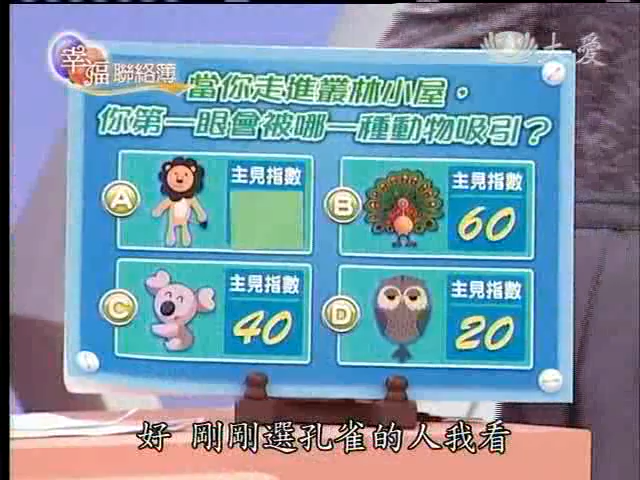 幸福聯絡簿
大愛
當你走進叢林小屋。
你第一眼會被哪一種動物吸引?
A
主見指數
B
主見指數
60
C
主見指數
40
D
主見指數
20
好 剛剛選孔雀的人我看